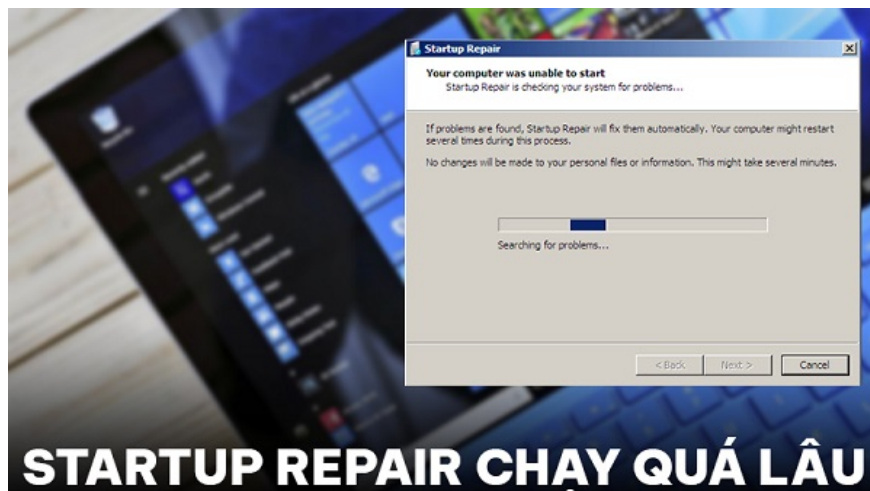 Startup Repair
Your computer was unable to start
Startup Repair is checking your system for problems...
If problems are found, Startup Repair will fix them automatically. Your computer might restart
several times during this process.
No changes will be made to your personal files or information. This might take several minutes.
Searching for problems...
< Back
Next >
Cancel
STARTUP REPAIR CHẠY QUÁ LÂU